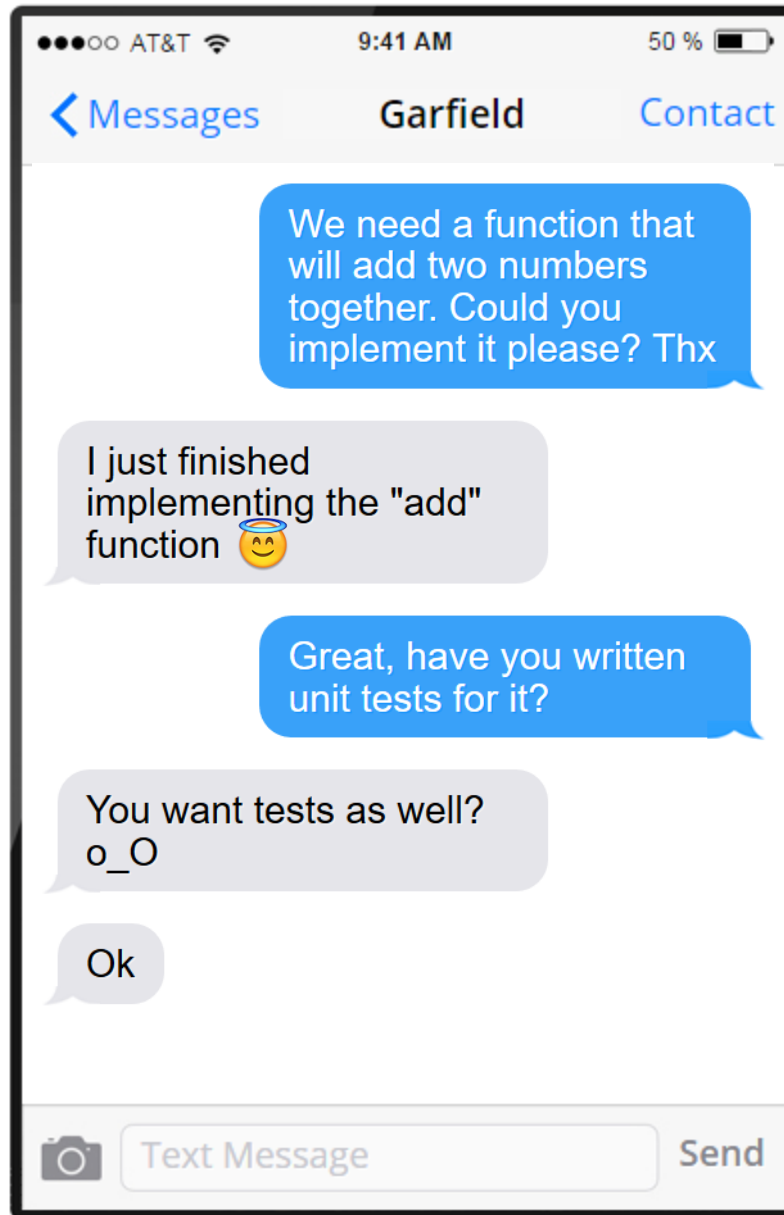 AT&T 9:41 AM 50 %
Messages Garfield Contact
We need a function that
will add two numbers
together. Could you
implement it please? Thx
I just finished
implementing the "add"
function 😇
Great, have you written
unit tests for it?
You want tests as well?
o_O
Ok
Text Message Send